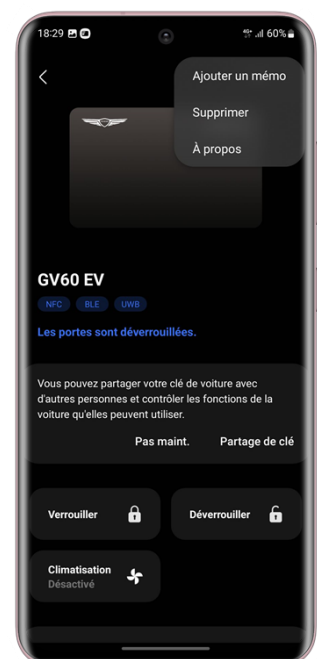 18:29
4G+ 60%
Ajouter un mémo
Supprimer
À propos
GV60 EV
NFC BLE UWB
Les portes sont déverrouillées.
Vous pouvez partager votre clé de voiture avec
d'autres personnes et contrôler les fonctions de la
voiture qu'elles peuvent utiliser.
Pas maint. Partage de clé
Verrouiller
Déverrouiller
Climatisation
Désactivé